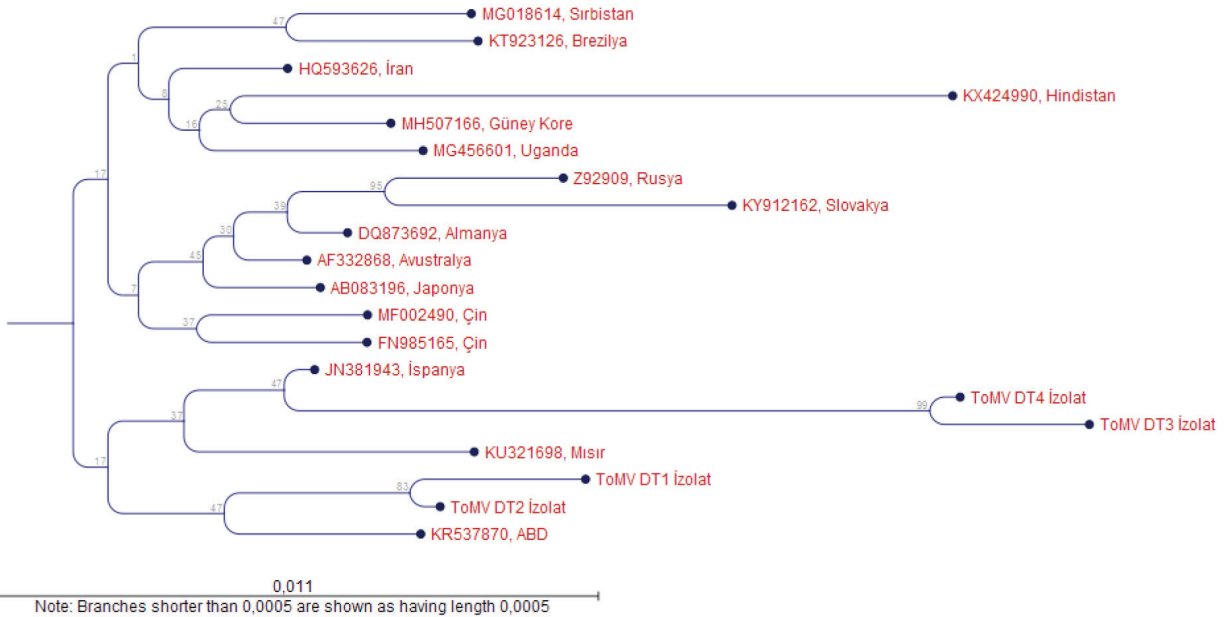 47
MG018614, Sırbistan
KT923126, Brezilya
1
HQ593626, İran
8
25
KX424990, Hindistan
16
MH507166, Güney Kore
MG456601, Uganda
17
95
Z92909, Rusya
KY912162, Slovakya
39
DQ873692, Almanya
30
AF332868, Avustralya
45
AB083196, Japonya
7
MF002490, Çin
37
FN985165, Çin
JN381943, İspanya
47
ToMV DT4 İzolat
99
ToMV DT3 İzolat
37
KU321698, Mısır
17
ToMV DT1 İzolat
83
ToMV DT2 İzolat
47
KR537870, ABD
0,011
Note: Branches shorter than 0,0005 are shown as having length 0,0005